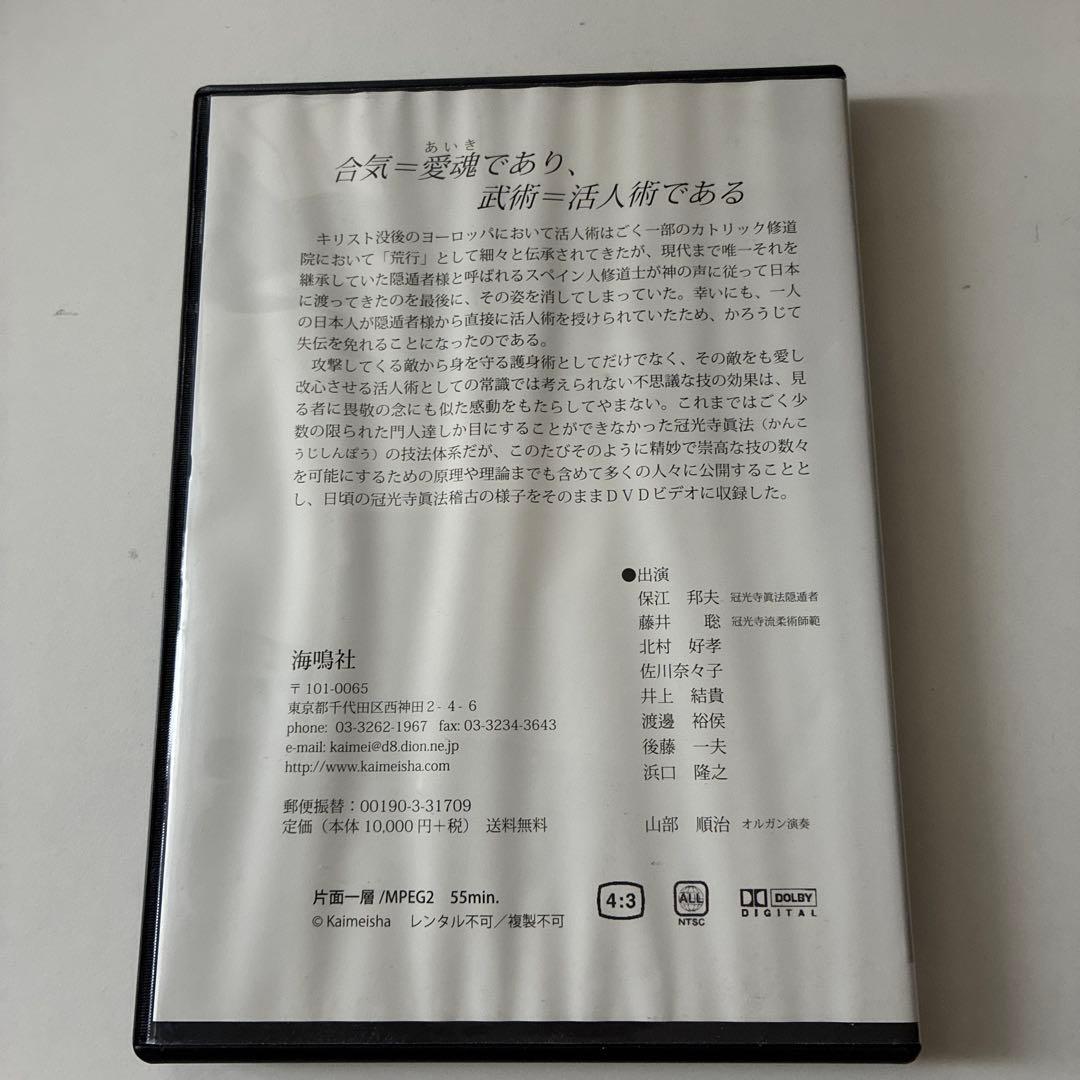 あいき
合気＝愛魂であり、
武術＝活人術である
キリスト没後のヨーロッパにおいて活人術はごく一部のカトリック修道
院において「荒行」として細々と伝承されてきたが、現代まで唯一それを
継承していた隠遁者様と呼ばれるスペイン人修道士が神の声に従って日本
に渡ってきたのを最後に、その姿を消してしまっていた。幸いにも、一人
の日本人が隠遁者様から直接に活人術を授けられていたため、かろうじて
失伝を免れることになったのである。
攻撃してくる敵から身を守る護身術としてだけでなく、その敵をも愛し
改心させる活人術としての常識では考えられない不思議な技の効果は、見
る者に畏敬の念にも似た感動をもたらしてやまない。これまではごく少
数の限られた門人達しか目にすることができなかった冠光寺眞法（かんこ
うじしんぽう）の技法体系だが、このたびそのように精妙で崇高な技の数々
を可能にするための原理や理論までも含めて多くの人々に公開することと
し、日頃の冠光寺眞法稽古の様子をそのままＤＶＤビデオに収録した。
●出演
保江　邦夫　冠光寺眞法隠遁者
藤井　聡　冠光寺流柔術師範
北村　好孝
佐川奈々子
井上　結貴
渡邊　裕侯
後藤　一夫
浜口　隆之
山部　順治　オルガン演奏
海鳴社
〒101-0065
東京都千代田区西神田2-4-6
phone: 03-3262-1967 fax: 03-3234-3643
e-mail: kaimei@d8.dion.ne.jp
http://www.kaimeisha.com
郵便振替：00190-3-31709
定価（本体 10,000 円＋税） 送料無料
片面一層 /MPEG2 55min.
© Kaimeisha レンタル不可／複製不可
4:3
ALL
NTSC
DOLBY
DIGITAL